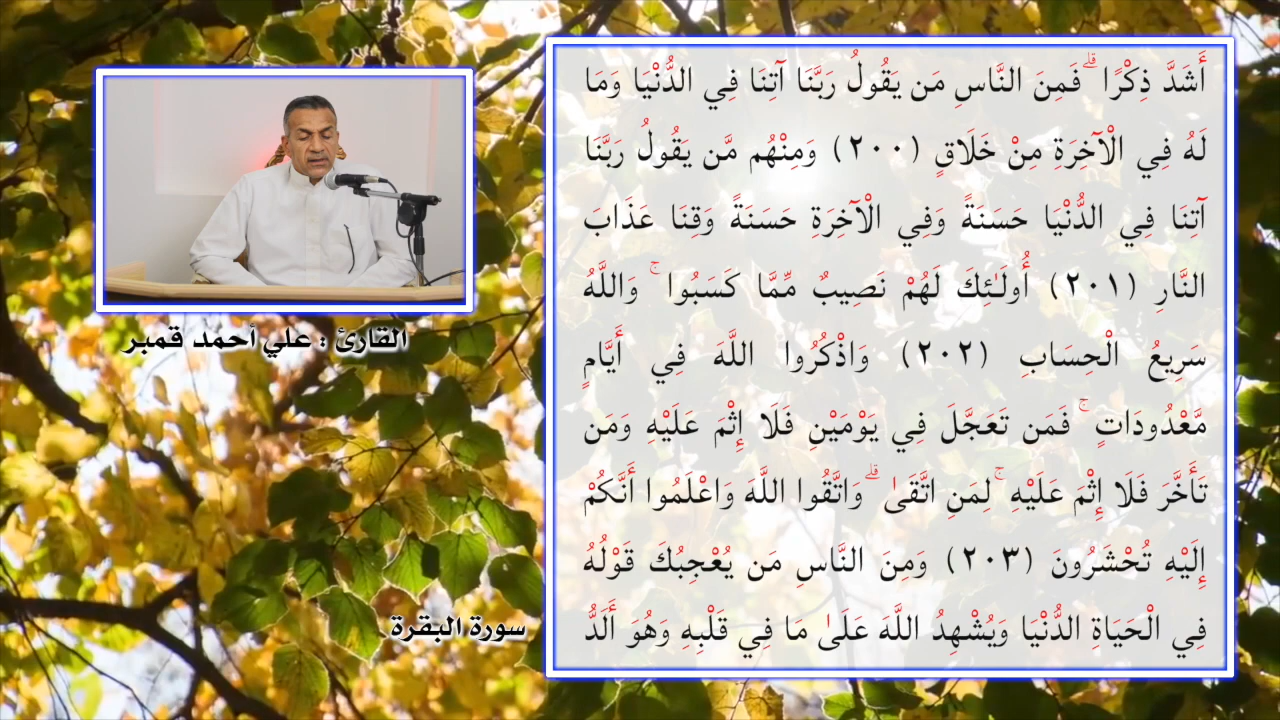 أَشَدَّ ذِكْرًا ۗ فَمِنَ النَّاسِ مَن يَقُولُ رَبَّنَا آتِنَا فِي الدُّنْيَا وَمَا
لَهُ فِي الْآخِرَةِ مِنْ خَلَاقٍ (٢٠٠) وَمِنْهُم مَّن يَقُولُ رَبَّنَا
آتِنَا فِي الدُّنْيَا حَسَنَةً وَفِي الْآخِرَةِ حَسَنَةً وَقِنَا عَذَابَ
النَّارِ (٢٠١) أُولَـٰئِكَ لَهُمْ نَصِيبٌ مِّمَّا كَسَبُوا ۚ وَاللَّهُ
سَرِيعُ الْحِسَابِ (٢٠٢) وَاذْكُرُوا اللَّهَ فِي أَيَّامٍ
مَّعْدُودَاتٍ ۚ فَمَن تَعَجَّلَ فِي يَوْمَيْنِ فَلَا إِثْمَ عَلَيْهِ وَمَن
تَأَخَّرَ فَلَا إِثْمَ عَلَيْهِ ۚ لِمَنِ اتَّقَىٰ ۗ وَاتَّقُوا اللَّهَ وَاعْلَمُوا أَنَّكُمْ
إِلَيْهِ تُحْشَرُونَ (٢٠٣) وَمِنَ النَّاسِ مَن يُعْجِبُكَ قَوْلُهُ
فِي الْحَيَاةِ الدُّنْيَا وَيُشْهِدُ اللَّهَ عَلَىٰ مَا فِي قَلْبِهِ وَهُوَ أَلَدُّ
القارئ : علي أحمد قمبر
سورة البقرة